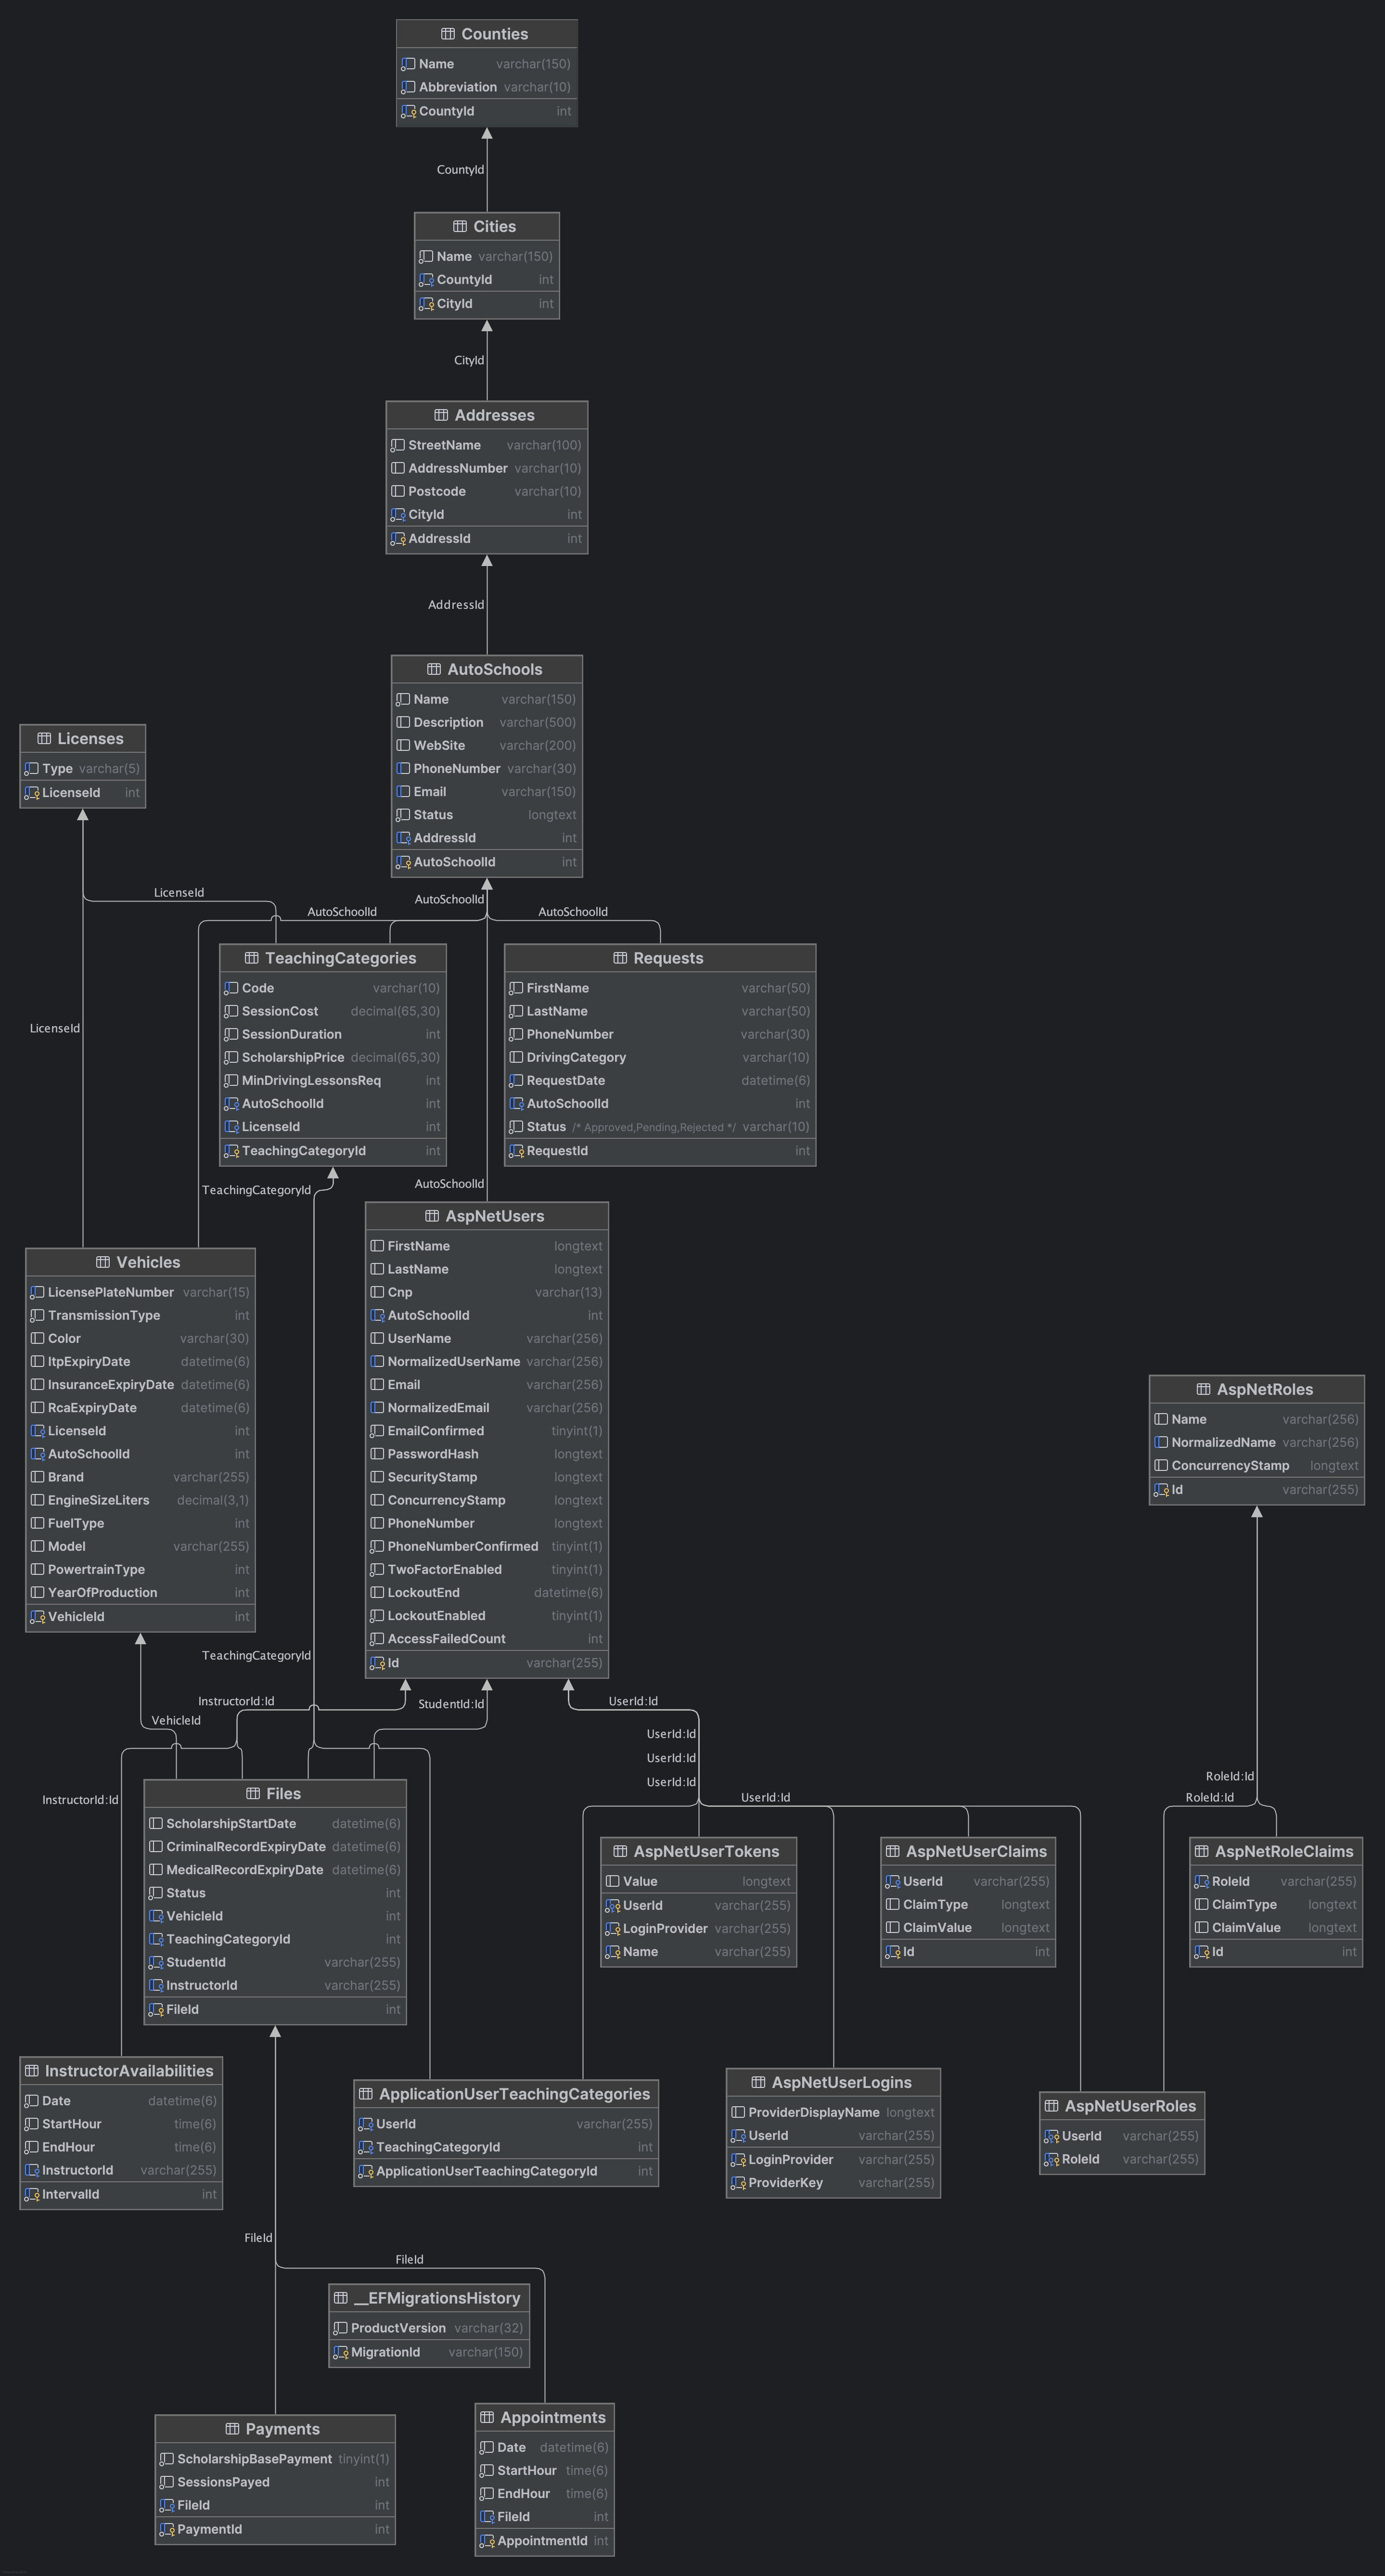 Counties
Name varchar(150)
Abbreviation varchar(10)
CountyId int
CountyId
Cities
Name varchar(150)
CountyId int
CityId int
CityId
Addresses
StreetName varchar(100)
AddressNumber varchar(10)
Postcode varchar(10)
CityId int
AddressId int
AddressId
AutoSchools
Name varchar(150)
Description varchar(500)
WebSite varchar(200)
PhoneNumber varchar(30)
Email varchar(150)
Status longtext
AddressId int
AutoSchoolId int
Licenses
Type varchar(5)
LicenseId int
LicenseId
AutoSchoolId
AutoSchoolId
AutoSchoolId
TeachingCategories
Code varchar(10)
SessionCost decimal(65,30)
SessionDuration int
ScholarshipPrice decimal(65,30)
MinDrivingLessonsReq int
AutoSchoolId int
LicenseId int
TeachingCategoryId int
Requests
FirstName varchar(50)
LastName varchar(50)
PhoneNumber varchar(30)
DrivingCategory varchar(10)
RequestDate datetime(6)
AutoSchoolId int
Status /* Approved,Pending,Rejected */ varchar(10)
RequestId int
LicenseId
TeachingCategoryId
AutoSchoolId
AspNetUsers
FirstName longtext
LastName longtext
Cnp varchar(13)
AutoSchoolId int
UserName varchar(256)
NormalizedUserName varchar(256)
Email varchar(256)
NormalizedEmail varchar(256)
EmailConfirmed tinyint(1)
PasswordHash longtext
SecurityStamp longtext
ConcurrencyStamp longtext
PhoneNumber longtext
PhoneNumberConfirmed tinyint(1)
TwoFactorEnabled tinyint(1)
LockoutEnd datetime(6)
LockoutEnabled tinyint(1)
AccessFailedCount int
Id varchar(255)
Vehicles
LicensePlateNumber varchar(15)
TransmissionType int
Color varchar(30)
ItpExpiryDate datetime(6)
InsuranceExpiryDate datetime(6)
RcaExpiryDate datetime(6)
LicenseId int
AutoSchoolId int
Brand varchar(255)
EngineSizeLiters decimal(3,1)
FuelType int
Model varchar(255)
PowertrainType int
YearOfProduction int
VehicleId int
AspNetRoles
Name varchar(256)
NormalizedName varchar(256)
ConcurrencyStamp longtext
Id varchar(255)
TeachingCategoryId
InstructorId:Id
StudentId:Id
UserId:Id
VehicleId
UserId:Id
UserId:Id
UserId:Id
InstructorId:Id
UserId:Id
RoleId:Id
RoleId:Id
Files
ScholarshipStartDate datetime(6)
CriminalRecordExpiryDate datetime(6)
MedicalRecordExpiryDate datetime(6)
Status int
VehicleId int
TeachingCategoryId int
StudentId varchar(255)
InstructorId varchar(255)
FileId int
AspNetUserTokens
Value longtext
UserId varchar(255)
LoginProvider varchar(255)
Name varchar(255)
AspNetUserClaims
UserId varchar(255)
ClaimType longtext
ClaimValue longtext
Id int
AspNetRoleClaims
RoleId varchar(255)
ClaimType longtext
ClaimValue longtext
Id int
InstructorAvailabilities
Date datetime(6)
StartHour time(6)
EndHour time(6)
InstructorId varchar(255)
IntervalId int
ApplicationUserTeachingCategories
UserId varchar(255)
TeachingCategoryId int
ApplicationUserTeachingCategoryId int
AspNetUserLogins
ProviderDisplayName longtext
UserId varchar(255)
LoginProvider varchar(255)
ProviderKey varchar(255)
AspNetUserRoles
UserId varchar(255)
RoleId varchar(255)
FileId
FileId
__EFMigrationsHistory
ProductVersion varchar(32)
MigrationId varchar(150)
Payments
ScholarshipBasePayment tinyint(1)
SessionsPayed int
FileId int
PaymentId int
Appointments
Date datetime(6)
StartHour time(6)
EndHour time(6)
FileId int
AppointmentId int